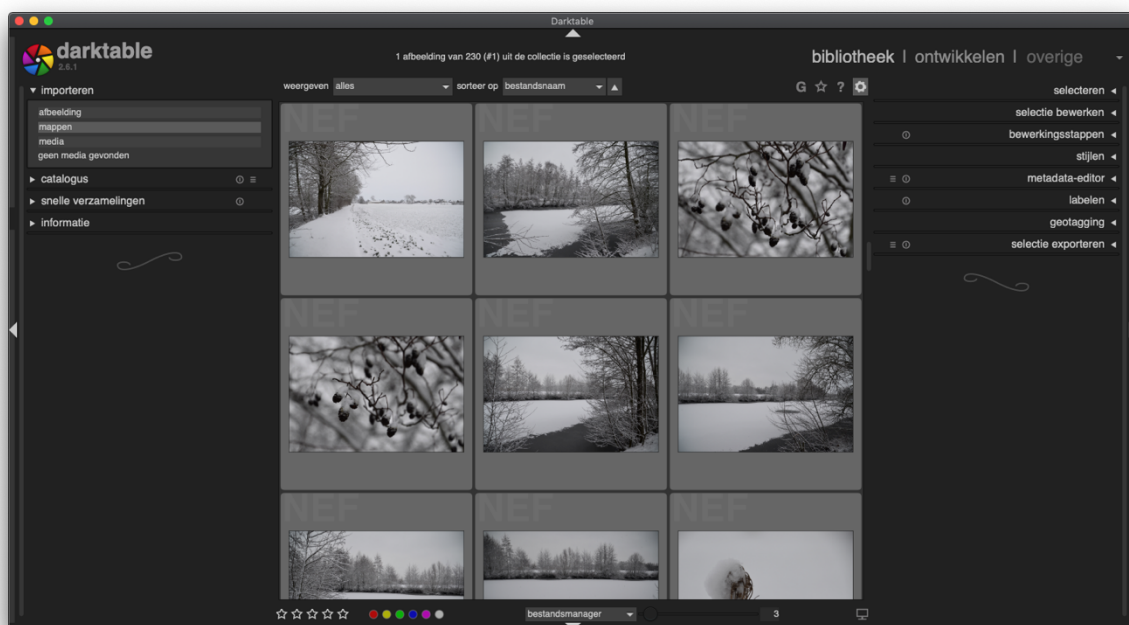 Darktable
darktable
2.6.1
1 afbeelding van 230 (#1) uit de collectie is geselecteerd
bibliotheek | ontwikkelen | overige
importeren
afbeelding
mappen
media
geen media gevonden
catalogus
snelle verzamelingen
informatie
weergeven alles sorteer op bestandsnaam
G ?
NEF NEF NEF
NEF NEF NEF
NEF NEF NEF
selecteren
selectie bewerken
bewerkingsstappen
stijlen
metadata-editor
labelen
geotagging
selectie exporteren
bestandsmanager 3